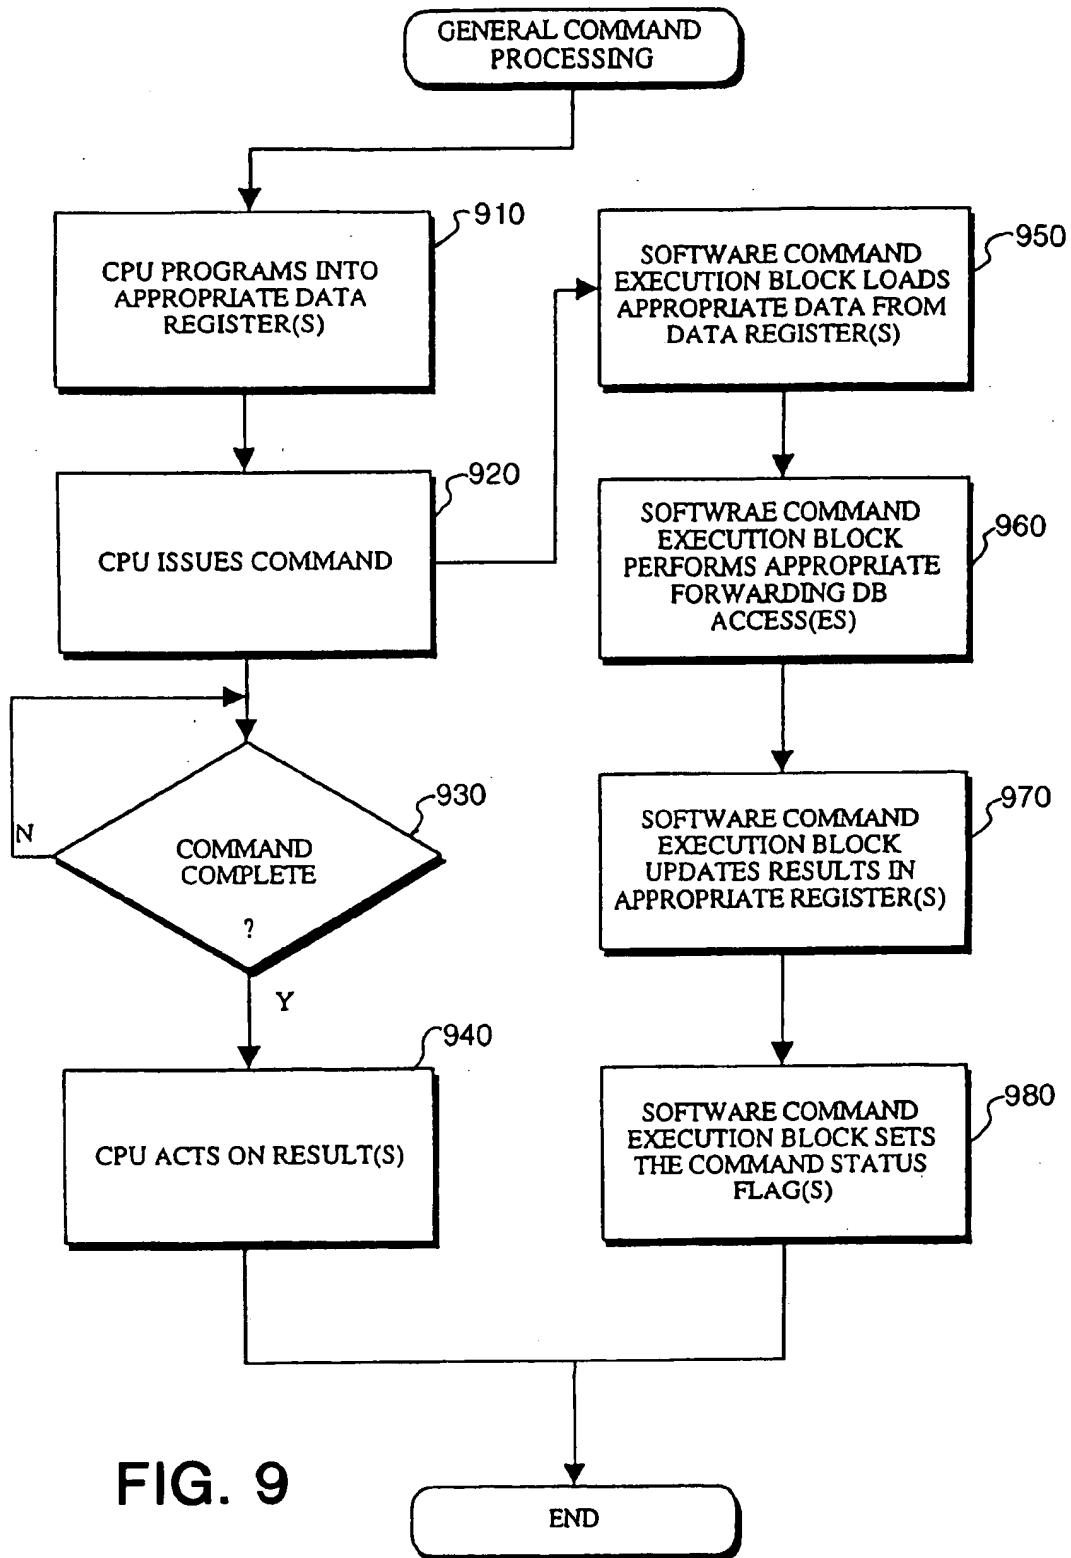 GENERAL COMMAND
PROCESSING
910
CPU PROGRAMS INTO
APPROPRIATE DATA
REGISTER(S)
920
CPU ISSUES COMMAND
930
N
COMMAND
COMPLETE
?
Y
940
CPU ACTS ON RESULT(S)
950
SOFTWARE COMMAND
EXECUTION BLOCK LOADS
APPROPRIATE DATA FROM
DATA REGISTER(S)
960
SOFTWRAE COMMAND
EXECUTION BLOCK
PERFORMS APPROPRIATE
FORWARDING DB
ACCESS(ES)
970
SOFTWARE COMMAND
EXECUTION BLOCK
UPDATES RESULTS IN
APPROPRIATE REGISTER(S)
980
SOFTWARE COMMAND
EXECUTION BLOCK SETS
THE COMMAND STATUS
FLAG(S)
END
FIG. 9